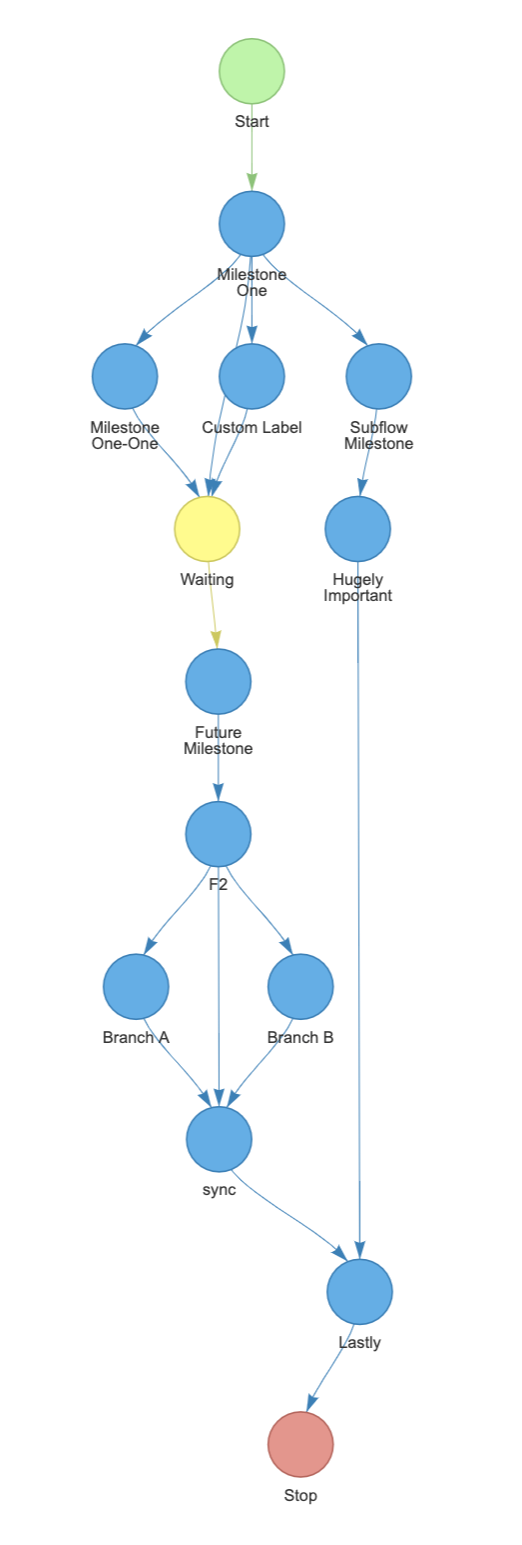 Start
Milestone
One
Milestone
One-One
Custom Label
Subflow
Milestone
Waiting
Hugely
Important
Future
Milestone
F2
Branch A
Branch B
sync
Lastly
Stop